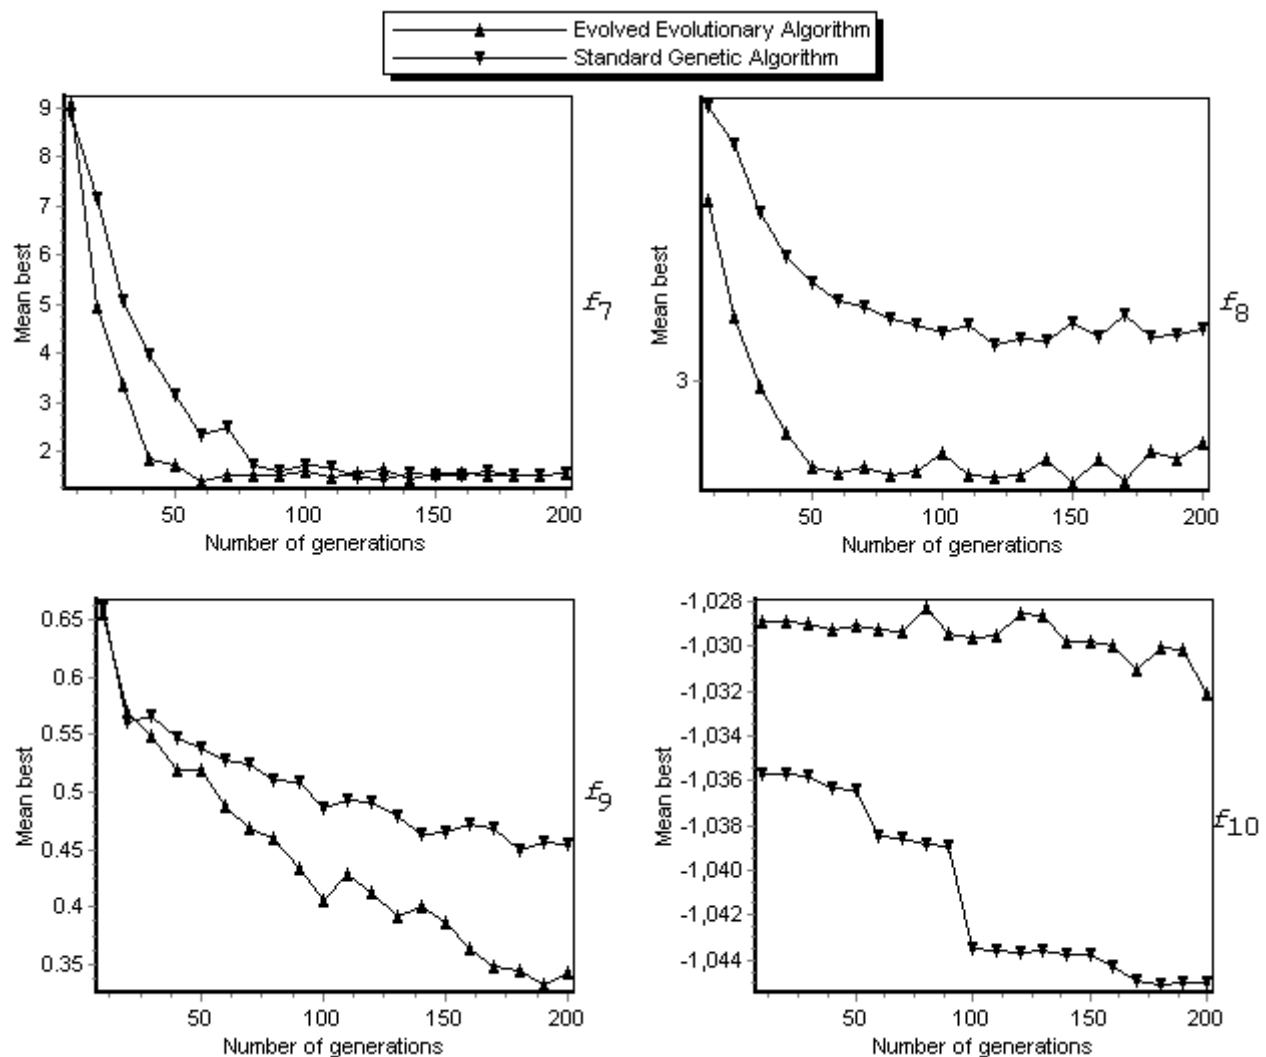 Evolved Evolutionary Algorithm
Standard Genetic Algorithm
9
8
7
6
5
4
3
2
Mean best
50
100
150
200
Number of generations
f7
3
Mean best
50
100
150
200
Number of generations
f8
0.65
0.6
0.55
0.5
0.45
0.4
0.35
Mean best
50
100
150
200
Number of generations
f9
-1,028
-1,030
-1,032
-1,034
-1,036
-1,038
-1,040
-1,042
-1,044
Mean best
50
100
150
200
Number of generations
f10